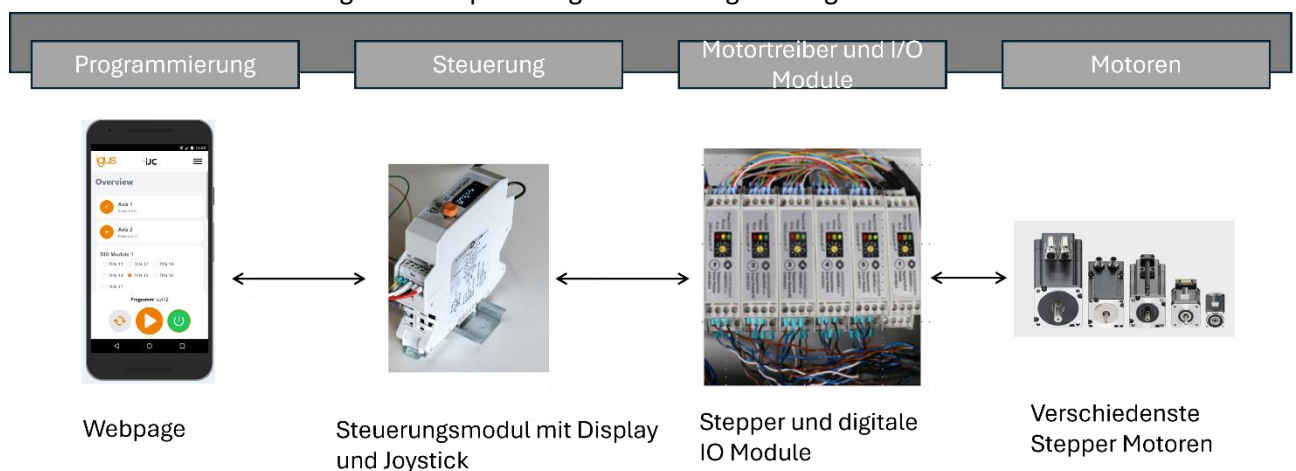 Programmierung
Steuerung
Motortreiber und I/O
Module
Motoren
igus
iJC
Overview
Axis 1
Axis 2
DIO Module 1
Webpage
Steuerungsmodul mit Display
und Joystick
Stepper und digitale
IO Module
Verschiedenste
Stepper Motoren